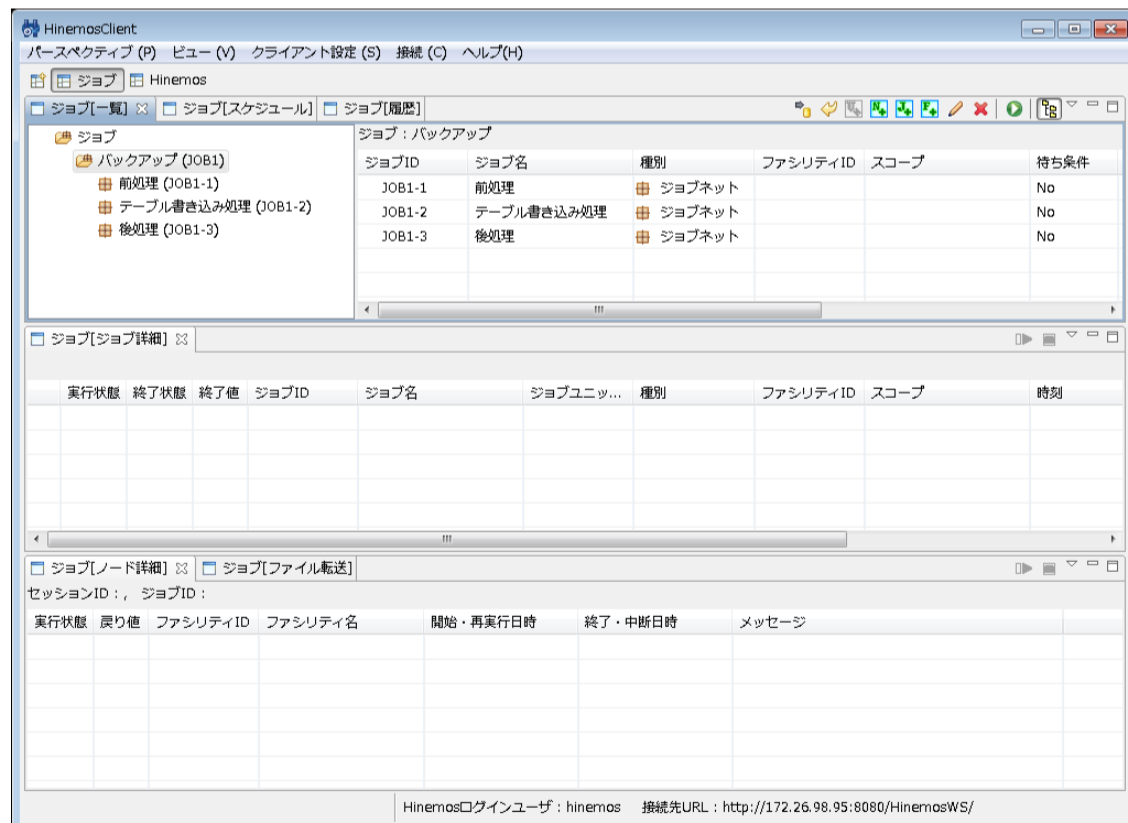 HinemosClient
パースペクティブ (P) ビュー (V) クライアント設定 (S) 接続 (C) ヘルプ(H)
ジョブ Hinemos
ジョブ[一覧] ジョブ[スケジュール] ジョブ[履歴]
ジョブ
バックアップ (JOB1)
前処理 (JOB1-1)
テーブル書き込み処理 (JOB1-2)
後処理 (JOB1-3)
ジョブ : バックアップ
ジョブID ジョブ名 種別 ファシリティID スコープ 待ち条件
JOB1-1 前処理 ジョブネット No
JOB1-2 テーブル書き込み処理 ジョブネット No
JOB1-3 後処理 ジョブネット No
ジョブ[ジョブ詳細]
実行状態 終了状態 終了値 ジョブID ジョブ名 ジョブユニッ... 種別 ファシリティID スコープ 時刻
ジョブ[ノード詳細] ジョブ[ファイル転送]
セッションID : , ジョブID :
実行状態 戻り値 ファシリティID ファシリティ名 開始・再実行日時 終了・中断日時 メッセージ
Hinemosログインユーザ : hinemos 接続先URL : http://172.26.98.95:8080/HinemosWS/